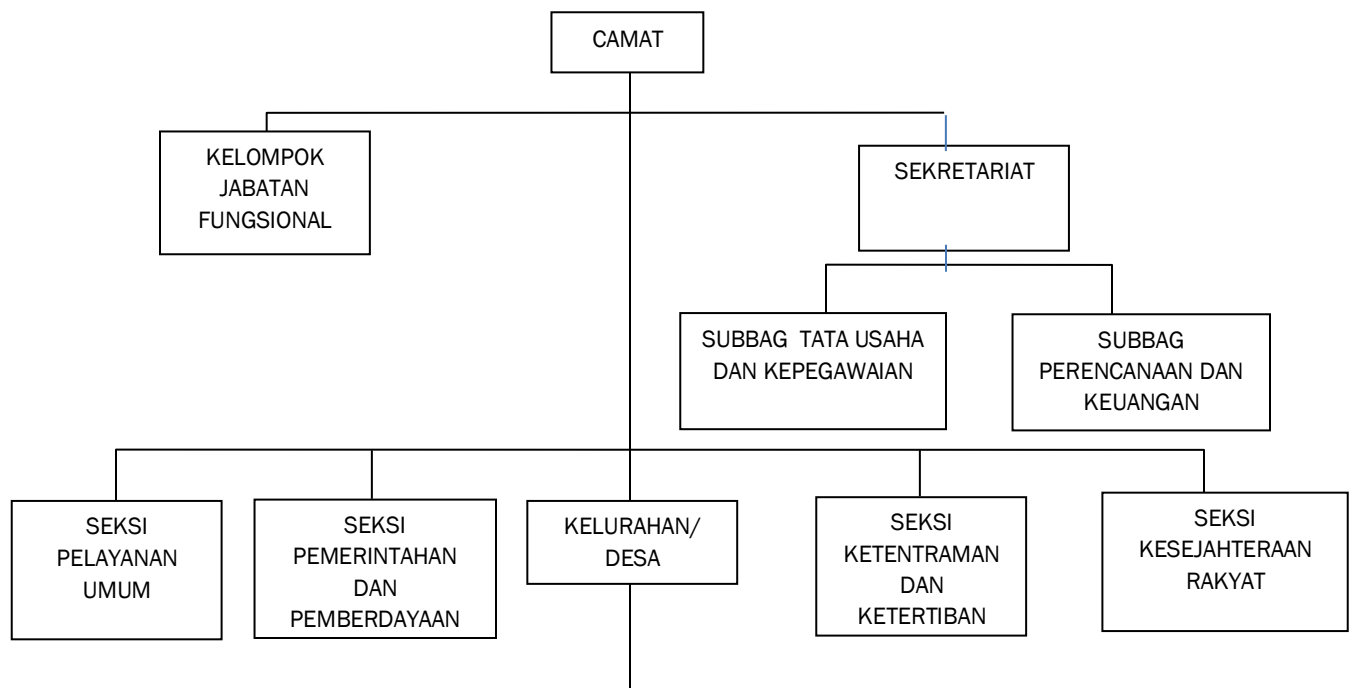 CAMAT
KELOMPOK
JABATAN
FUNGSIONAL
SEKRETARIAT
SUBBAG TATA USAHA
DAN KEPEGAWAIAN
SUBBAG
PERENCANAAN DAN
KEUANGAN
SEKSI
PELAYANAN
UMUM
SEKSI
PEMERINTAHAN
DAN
PEMBERDAYAAN
KELURAHAN/
DESA
SEKSI
KETENTRAMAN
DAN
KETERTIBAN
SEKSI
KESEJAHTERAAN
RAKYAT